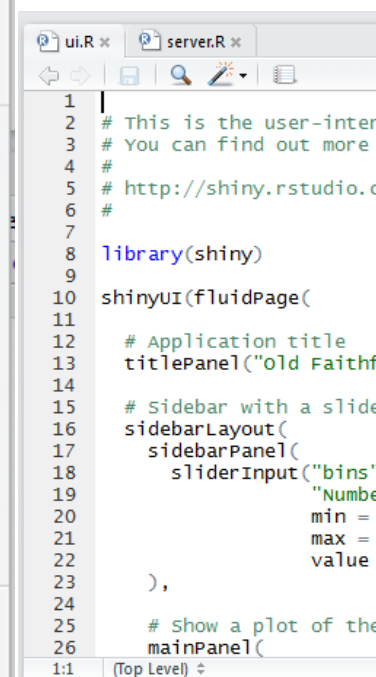 ui.R × server.R ×
1
2 # This is the user-inter
3 # You can find out more
4 #
5 # http://shiny.rstudio.c
6 #
7
8 library(shiny)
9
10 shinyUI(fluidPage(
11
12 # Application title
13 titlePanel("Old Faithf
14
15 # Sidebar with a slide
16 sidebarLayout(
17 sidebarPanel(
18 sliderInput("bins"
19 "Numbe
20 min =
21 max =
22 value
23 ),
24
25 # Show a plot of the
26 mainPanel(
1:1 (Top Level)